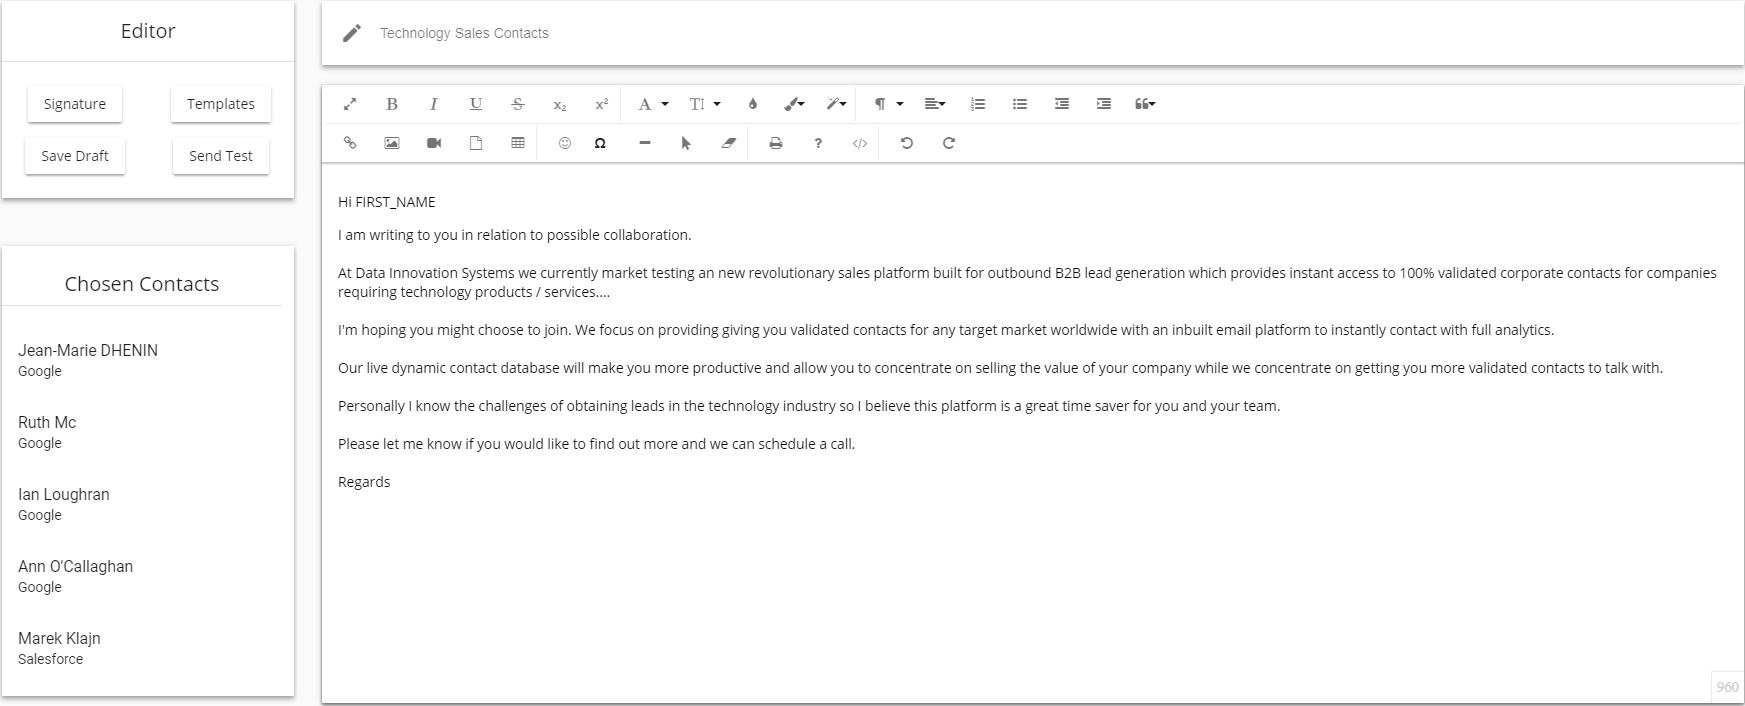 Editor
Signature
Templates
Save Draft
Send Test
Chosen Contacts
Jean-Marie DHENIN
Google
Ruth Mc
Google
Ian Loughran
Google
Ann O'Callaghan
Google
Marek Klajn
Salesforce
Technology Sales Contacts
Hi FIRST_NAME
I am writing to you in relation to possible collaboration.
At Data Innovation Systems we currently market testing an new revolutionary sales platform built for outbound B2B lead generation which provides instant access to 100% validated corporate contacts for companies
requiring technology products / services....
I'm hoping you might choose to join. We focus on providing giving you validated contacts for any target market worldwide with an inbuilt email platform to instantly contact with full analytics.
Our live dynamic contact database will make you more productive and allow you to concentrate on selling the value of your company while we concentrate on getting you more validated contacts to talk with.
Personally I know the challenges of obtaining leads in the technology industry so I believe this platform is a great time saver for you and your team.
Please let me know if you would like to find out more and we can schedule a call.
Regards
960